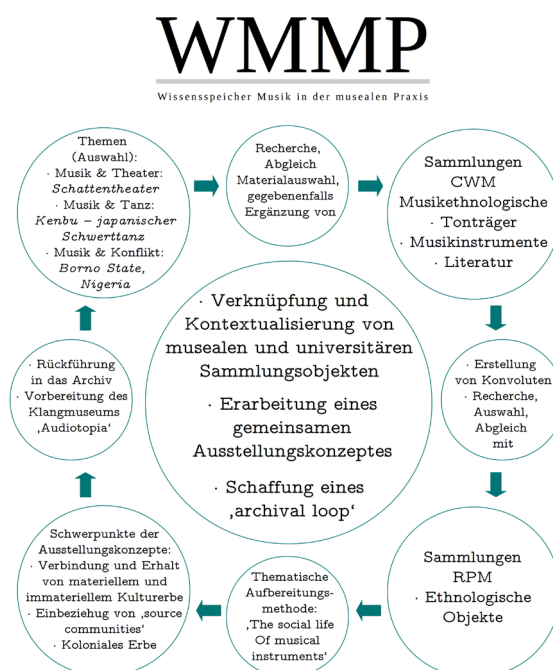 WMMP
Wissensspeicher Musik in der musealen Praxis
Themen
(Auswahl):
· Musik & Theater:
Schattentheater
· Musik & Tanz:
Kenbu – japanischer
Schwerttanz
· Musik & Konflikt:
Borno State,
Nigeria
Recherche,
Abgleich
Materialauswahl,
gegebenenfalls
Ergänzung von
Sammlungen
CWM
Musikethnologische
· Tonträger
· Musikinstrumente
· Literatur
· Erstellung
von Konvoluten
· Recherche,
Auswahl,
Abgleich
mit
Sammlungen
RPM
· Ethnologische
Objekte
Thematische
Aufbereitungs-
methode:
‚The social life
Of musical
instruments‘
Schwerpunkte der
Ausstellungskonzepte:
· Verbindung und Erhalt
von materiellem und
immateriellem Kulturerbe
· Einbeziehug von ‚source
communities‘
· Koloniales Erbe
· Rückführung
in das Archiv
· Vorbereitung des
Klangmuseums
‚Audiotopia‘
· Verknüpfung und
Kontextualisierung von
musealen und universitären
Sammlungsobjekten
· Erarbeitung eines
gemeinsamen
Ausstellungskonzeptes
· Schaffung eines
‚archival loop‘